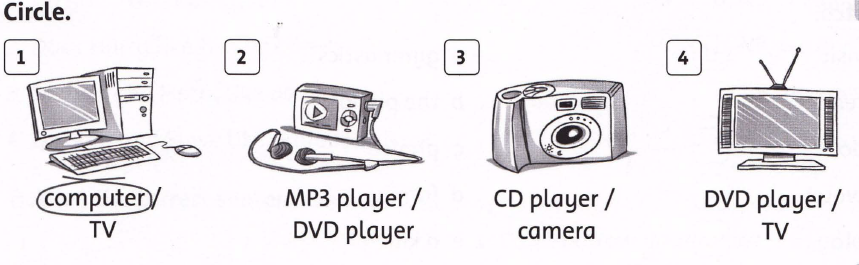 Circle.
1
2
3
4
computer /
TV
MP3 player /
DVD player
CD player /
camera
DVD player /
TV